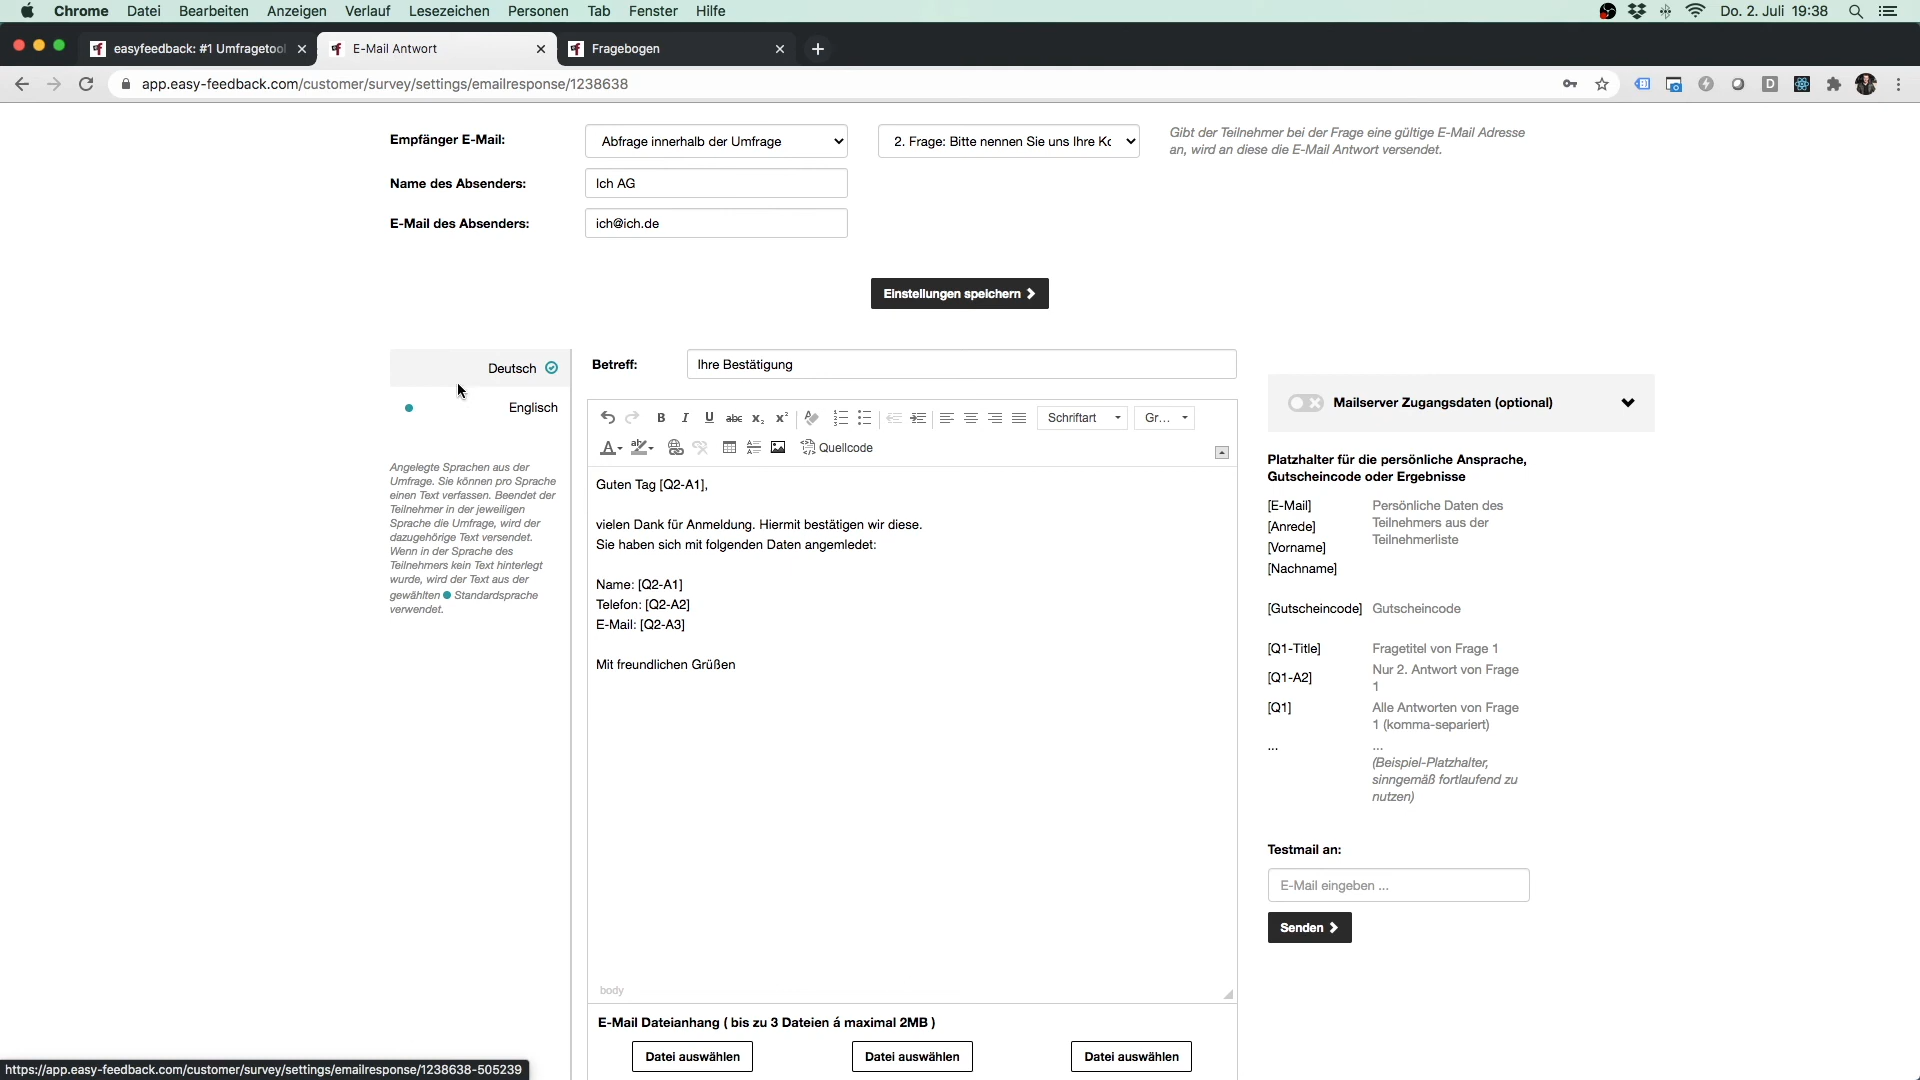 Chrome Datei Bearbeiten Anzeigen Verlauf Lesezeichen Personen Tab Fenster Hilfe
Do. 2. Juli 19:38
easyfeedback: #1 Umfragetool
E-Mail Antwort
Fragebogen
app.easy-feedback.com/customer/survey/settings/emailresponse/1238638
Empfänger E-Mail:
Abfrage innerhalb der Umfrage
2. Frage: Bitte nennen Sie uns Ihre Kc
Gibt der Teilnehmer bei der Frage eine gültige E-Mail Adresse
an, wird an diese die E-Mail Antwort versendet.
Name des Absenders:
Ich AG
E-Mail des Absenders:
ich@ich.de
Einstellungen speichern
Deutsch
Englisch
Angelegte Sprachen aus der
Umfrage. Sie können pro Sprache
einen Text verfassen. Beendet der
Teilnehmer in der jeweiligen
Sprache die Umfrage, wird der
dazugehörige Text versendet.
Wenn in der Sprache des
Teilnehmers kein Text hinterlegt
wurde, wird der Text aus der
gewählten Standardsprache
verwendet.
Betreff:
Ihre Bestätigung
Schriftart
Gr...
Quellcode
Guten Tag [Q2-A1],
vielen Dank für Anmeldung. Hiermit bestätigen wir diese.
Sie haben sich mit folgenden Daten angemledet:
Name: [Q2-A1]
Telefon: [Q2-A2]
E-Mail: [Q2-A3]
Mit freundlichen Grüßen
body
E-Mail Dateianhang ( bis zu 3 Dateien á maximal 2MB )
Datei auswählen
Datei auswählen
Datei auswählen
Mailserver Zugangsdaten (optional)
Platzhalter für die persönliche Ansprache,
Gutscheincode oder Ergebnisse
[E-Mail]
[Anrede]
[Vorname]
[Nachname]
Persönliche Daten des
Teilnehmers aus der
Teilnehmerliste
[Gutscheincode] Gutscheincode
[Q1-Title] Fragetitel von Frage 1
[Q1-A2] Nur 2. Antwort von Frage
1
[Q1] Alle Antworten von Frage
1 (komma-separiert)
... ...
(Beispiel-Platzhalter,
sinngemäß fortlaufend zu
nutzen)
Testmail an:
E-Mail eingeben ...
Senden
https://app.easy-feedback.com/customer/survey/settings/emailresponse/1238638-505239